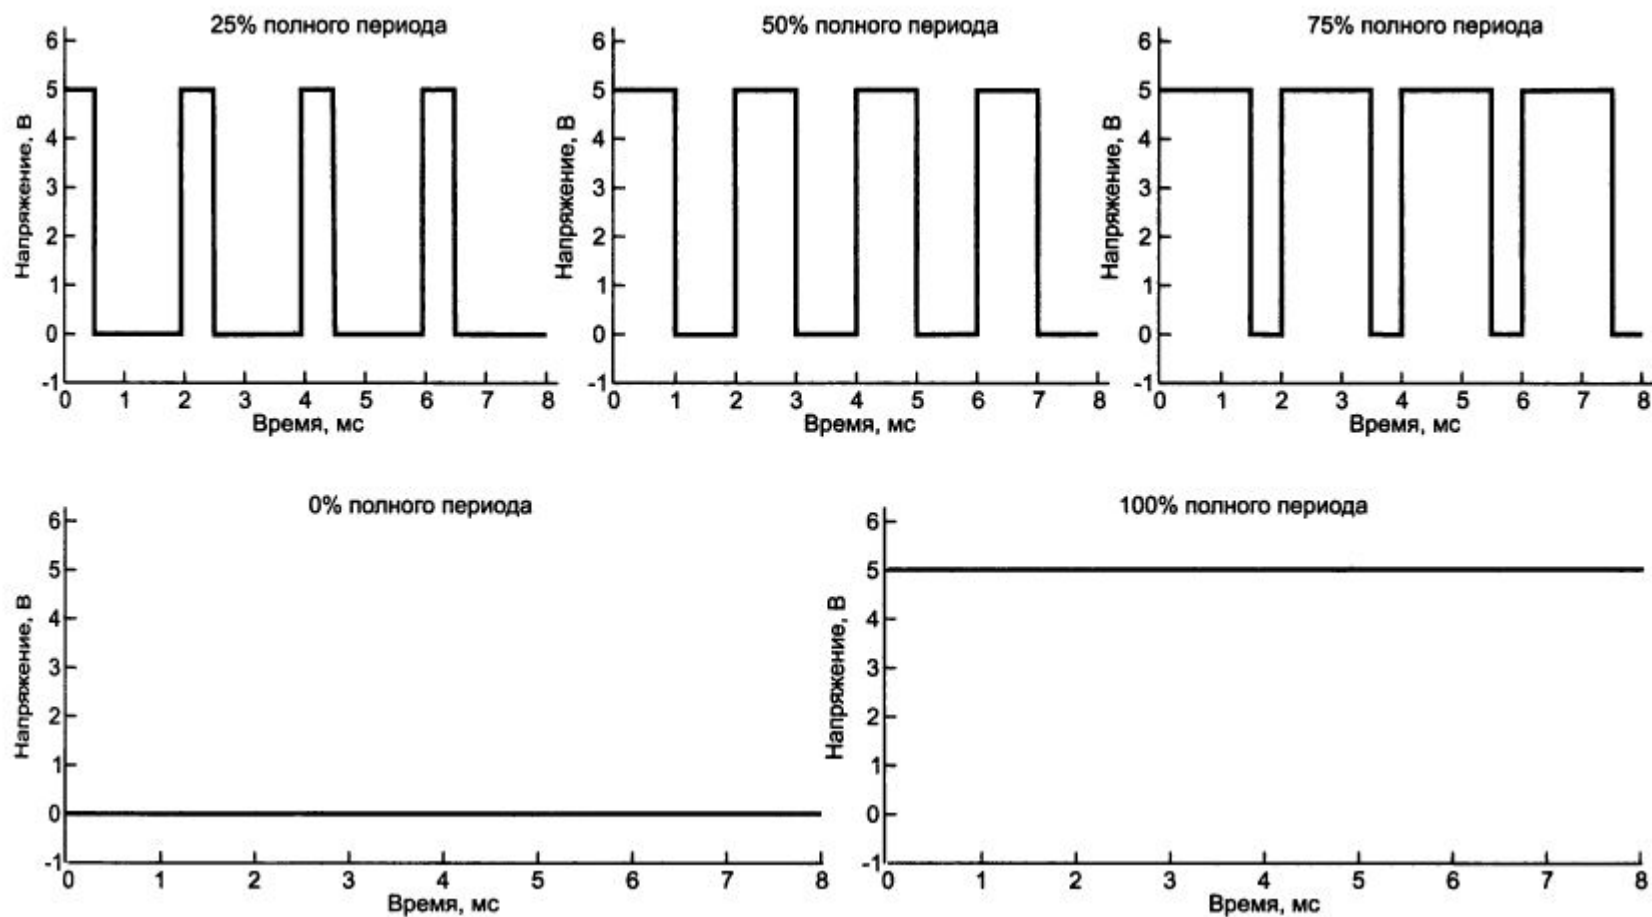 25% полного периода
6
5
4
3
2
1
0
-1
Напряжение, В
0 1 2 3 4 5 6 7 8
Время, мс
50% полного периода
6
5
4
3
2
1
0
-1
Напряжение, В
0 1 2 3 4 5 6 7 8
Время, мс
75% полного периода
6
5
4
3
2
1
0
-1
Напряжение, В
0 1 2 3 4 5 6 7 8
Время, мс
0% полного периода
6
5
4
3
2
1
0
-1
Напряжение, В
0 1 2 3 4 5 6 7 8
Время, мс
100% полного периода
6
5
4
3
2
1
0
-1
Напряжение, В
0 1 2 3 4 5 6 7 8
Время, мс